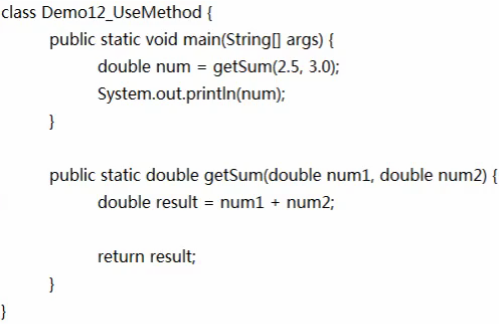 class Demo12_UseMethod {
public static void main(String[] args) {
double num = getSum(2.5, 3.0);
System.out.println(num);
}
public static double getSum(double num1, double num2) {
double result = num1 + num2;
return result;
}
}